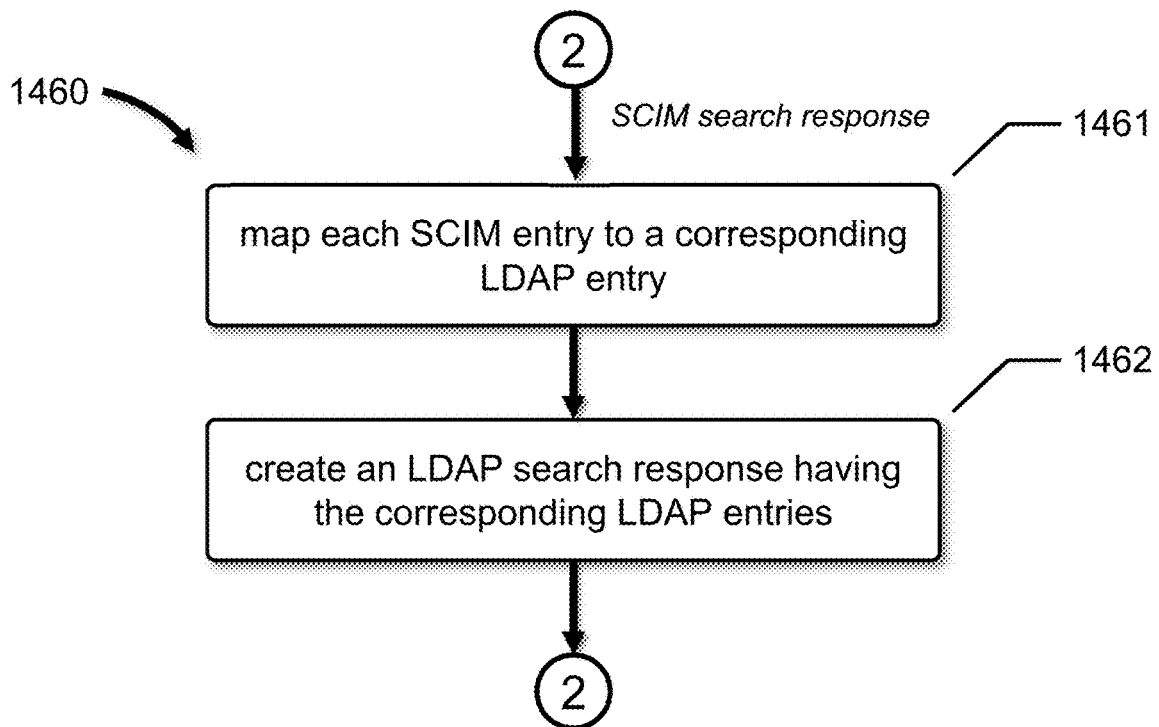 2
1460
SCIM search response
1461
map each SCIM entry to a corresponding
LDAP entry
1462
create an LDAP search response having
the corresponding LDAP entries
2